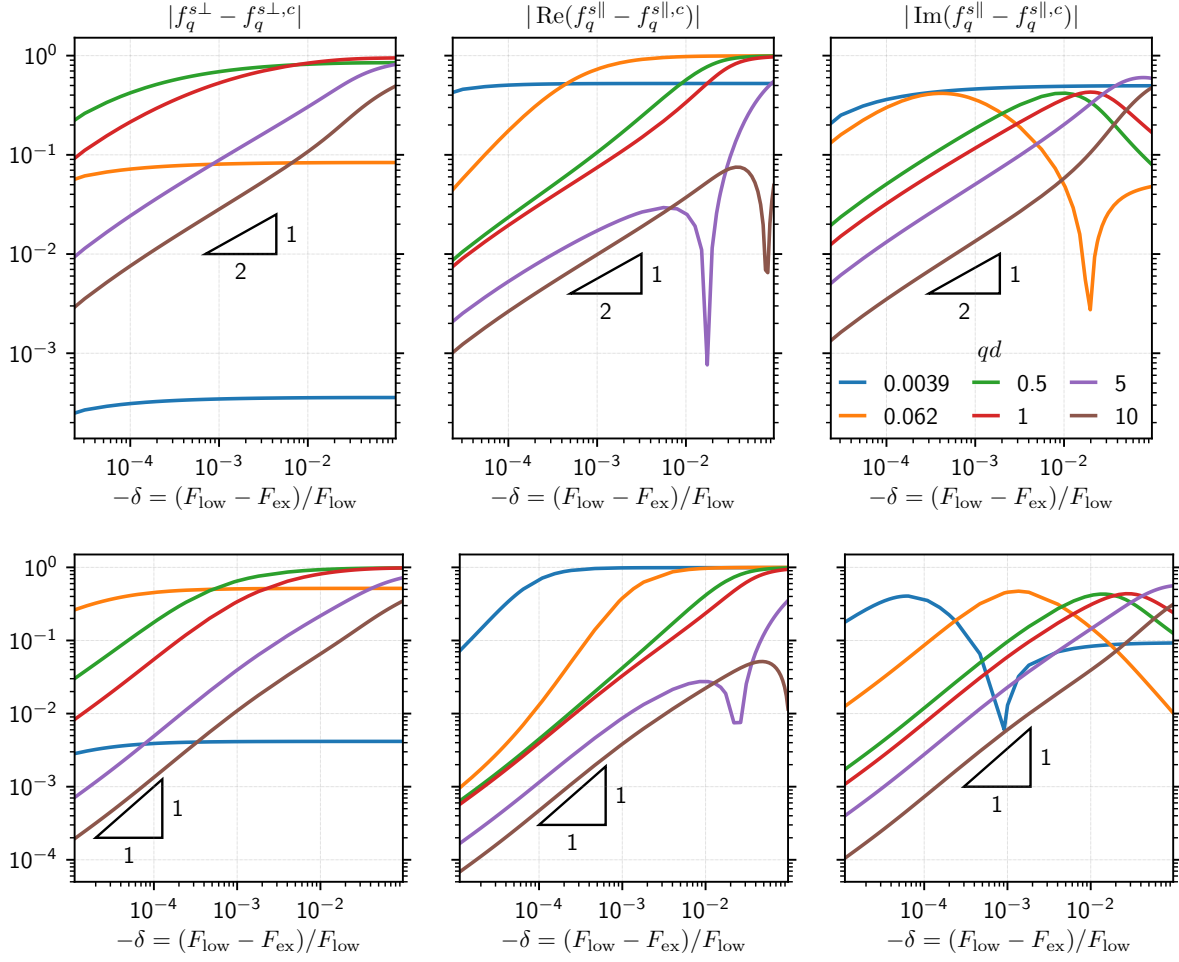 |f_q^{s⊥} − f_q^{s⊥,c}|
|Re(f_q^{s∥} − f_q^{s∥,c})|
|Im(f_q^{s∥} − f_q^{s∥,c})|
10^0
10^{−1}
10^{−2}
10^{−3}
1
2
1
2
1
2
qd
0.0039 0.5 5
0.062 1 10
10^{−4} 10^{−3} 10^{−2}
10^{−4} 10^{−3} 10^{−2}
10^{−4} 10^{−3} 10^{−2}
−δ = (F_low − F_ex)/F_low
−δ = (F_low − F_ex)/F_low
−δ = (F_low − F_ex)/F_low
10^0
10^{−1}
10^{−2}
10^{−3}
10^{−4}
1
1
1
1
1
1
10^{−4} 10^{−3} 10^{−2}
10^{−4} 10^{−3} 10^{−2}
10^{−4} 10^{−3} 10^{−2}
−δ = (F_low − F_ex)/F_low
−δ = (F_low − F_ex)/F_low
−δ = (F_low − F_ex)/F_low